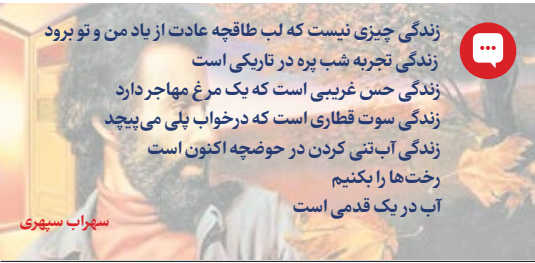 زندگی چیزی نیست که لب طاقچه عادت از یاد من و تو برود
زندگی تجربه شب پره در تاریکی است
زندگی حس غریبی است که یک مرغ مهاجر دارد
زندگی سوت قطاری است که درخواب پلی می‌پیچد
زندگی آب‌تنی کردن در حوضچه اکنون است
رخت‌ها را بکنیم
آب در یک قدمی است
سهراب سپهری